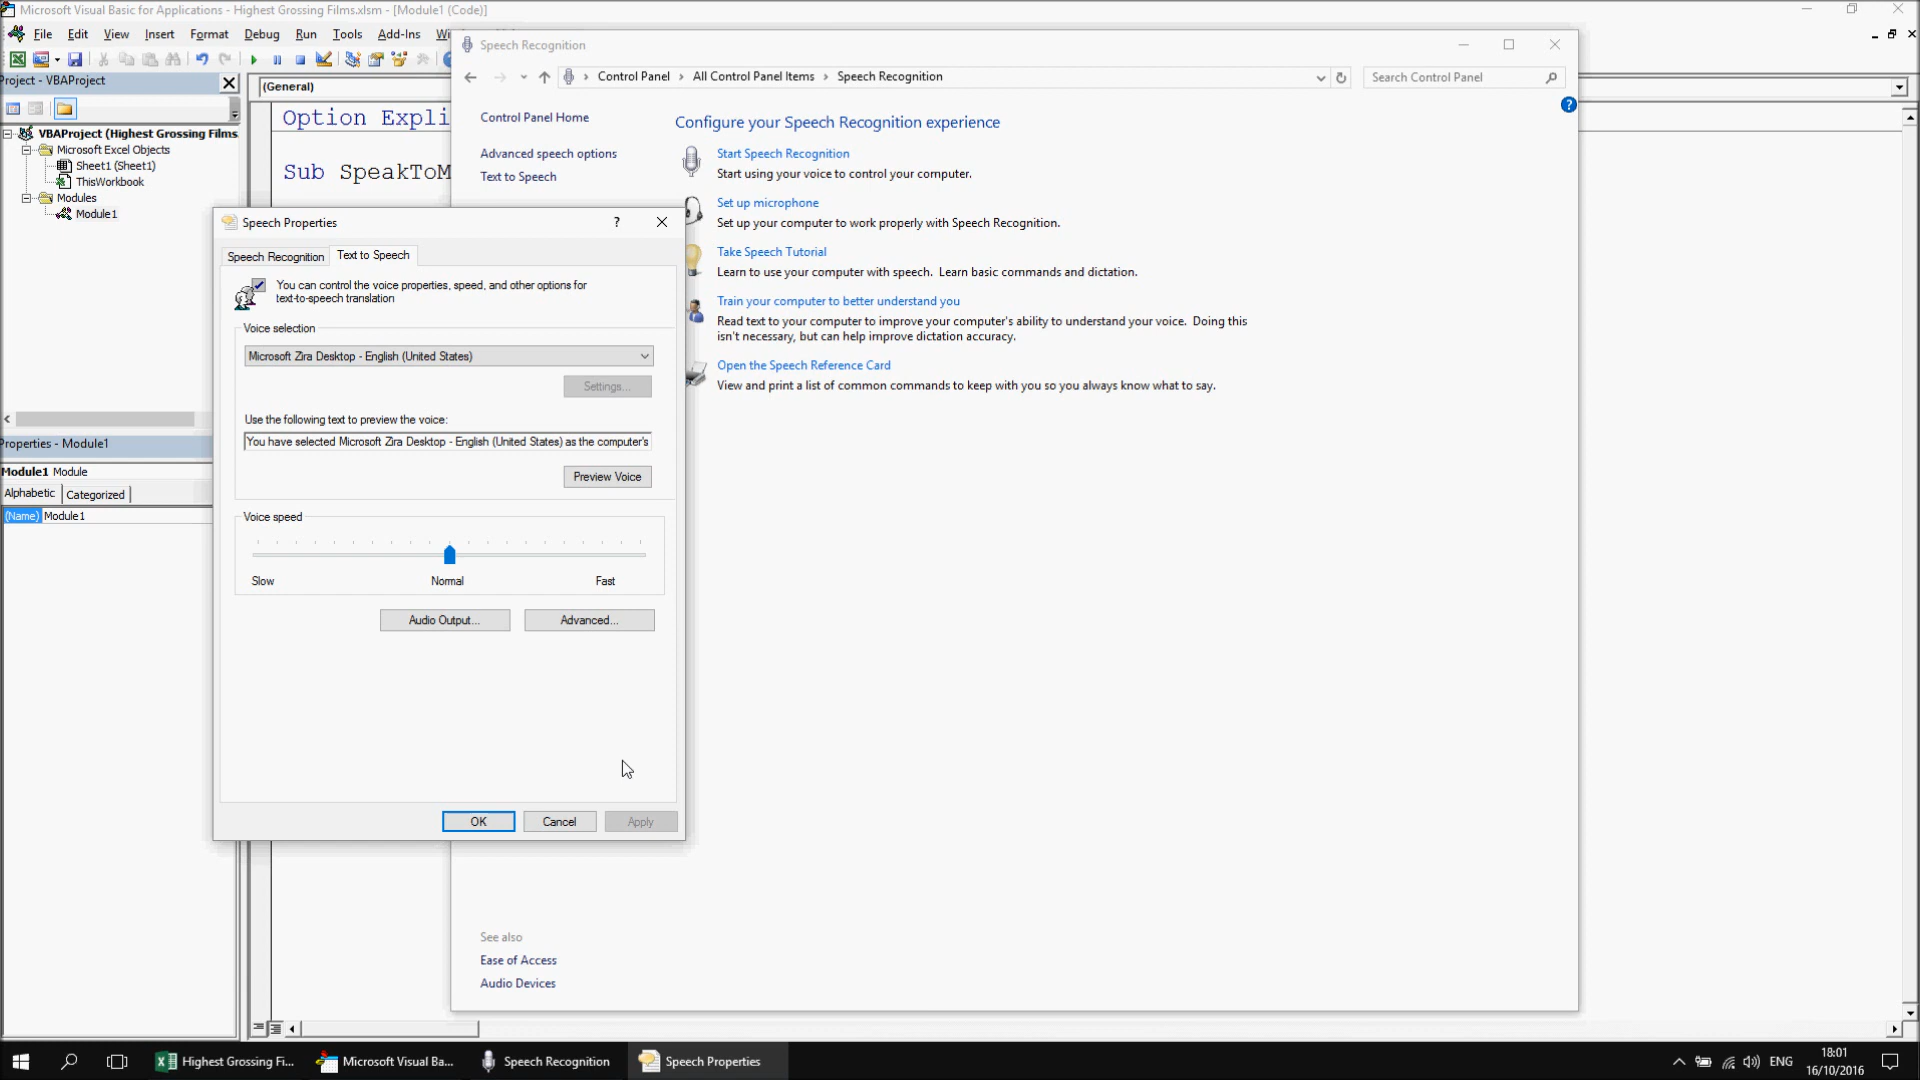 Microsoft Visual Basic for Applications - Highest Grossing Films.xlsm - [Module1 (Code)]
File Edit View Insert Format Debug Run Tools Add-Ins
Project - VBAProject
VBAProject (Highest Grossing Films
Microsoft Excel Objects
Sheet1 (Sheet1)
ThisWorkbook
Modules
Module1
Properties - Module1
Module1 Module
Alphabetic Categorized
(Name) Module1
(General)
Option Expli
Sub SpeakToM
Speech Recognition
Control Panel › All Control Panel Items › Speech Recognition
Search Control Panel
Control Panel Home
Advanced speech options
Text to Speech
Configure your Speech Recognition experience
Start Speech Recognition
Start using your voice to control your computer.
Set up microphone
Set up your computer to work properly with Speech Recognition.
Take Speech Tutorial
Learn to use your computer with speech. Learn basic commands and dictation.
Train your computer to better understand you
Read text to your computer to improve your computer's ability to understand your voice. Doing this
isn't necessary, but can help improve dictation accuracy.
Open the Speech Reference Card
View and print a list of common commands to keep with you so you always know what to say.
See also
Ease of Access
Audio Devices
Speech Properties
?
Speech Recognition Text to Speech
You can control the voice properties, speed, and other options for
text-to-speech translation
Voice selection
Microsoft Zira Desktop - English (United States)
Settings...
Use the following text to preview the voice:
You have selected Microsoft Zira Desktop - English (United States) as the computer's
Preview Voice
Voice speed
Slow Normal Fast
Audio Output... Advanced...
OK Cancel Apply
Highest Grossing Fi... Microsoft Visual Ba... Speech Recognition Speech Properties
ENG
18:01
16/10/2016